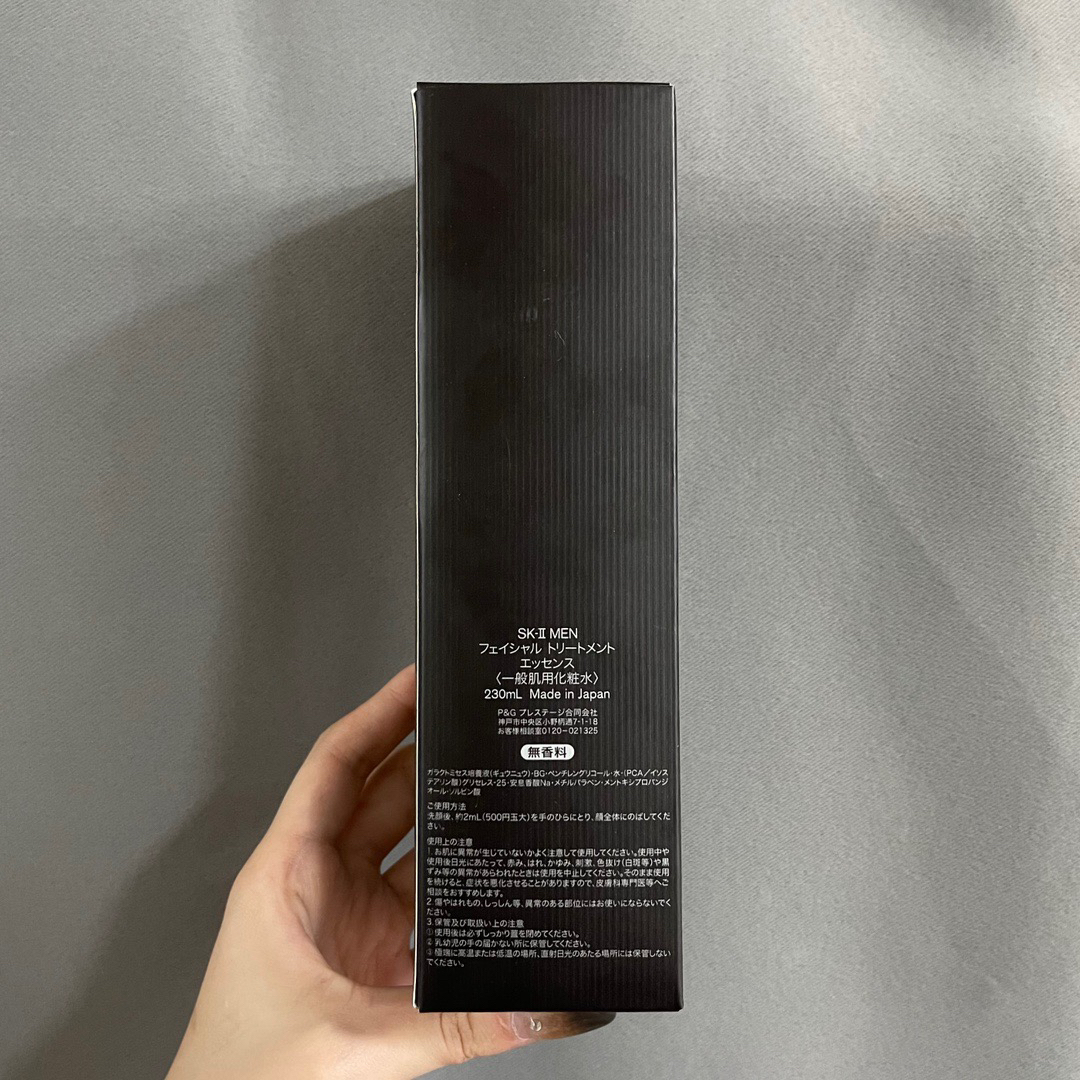 SK-II MEN
フェイシャル トリートメント
エッセンス
〈一般肌用化粧水〉
230mL Made in Japan
P&G プレステージ合同会社
神戸市中央区小野柄通7-1-18
お客様相談室0120-021325
無香料
ガラクトミセス培養液(ギュウニュウ)・BG・ペンチレングリコール・水・(PCA/イソス
テアリン酸)グリセレス-25・安息香酸Na・メチルパラベン・メントキシプロパンジ
オール・ソルビン酸
ご使用方法
洗顔後、約2mL(500円玉大)を手のひらにとり、顔全体にのばしてくだ
さい。
使用上の注意
1. お肌に異常が生じていないかよく注意して使用してください。使用中や
使用後日光にあたって、赤み、はれ、かゆみ、刺激、色抜け(白斑等)や黒
ずみ等の異常があらわれたときは使用を中止してください。そのまま使用
を続けると、症状を悪化させることがありますので、皮膚科専門医等へご
相談をおすすめします。
2. 傷やはれもの、しっしん等、異常のある部位にはお使いにならないでく
ださい。
3. 保管及び取扱い上の注意
①使用後は必ずしっかり蓋を閉めてください。
②乳幼児の手の届かない所に保管してください。
③極端に高温または低温の場所、直射日光のあたる場所には保管しない
でください。